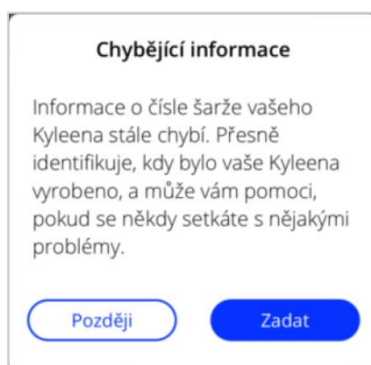 Chybějící informace
Informace o čísle šarže vašeho
Kyleena stále chybí. Přesně
identifikuje, kdy bylo vaše Kyleena
vyrobeno, a může vám pomoci,
pokud se někdy setkáte s nějakými
problémy.
Později
Zadat